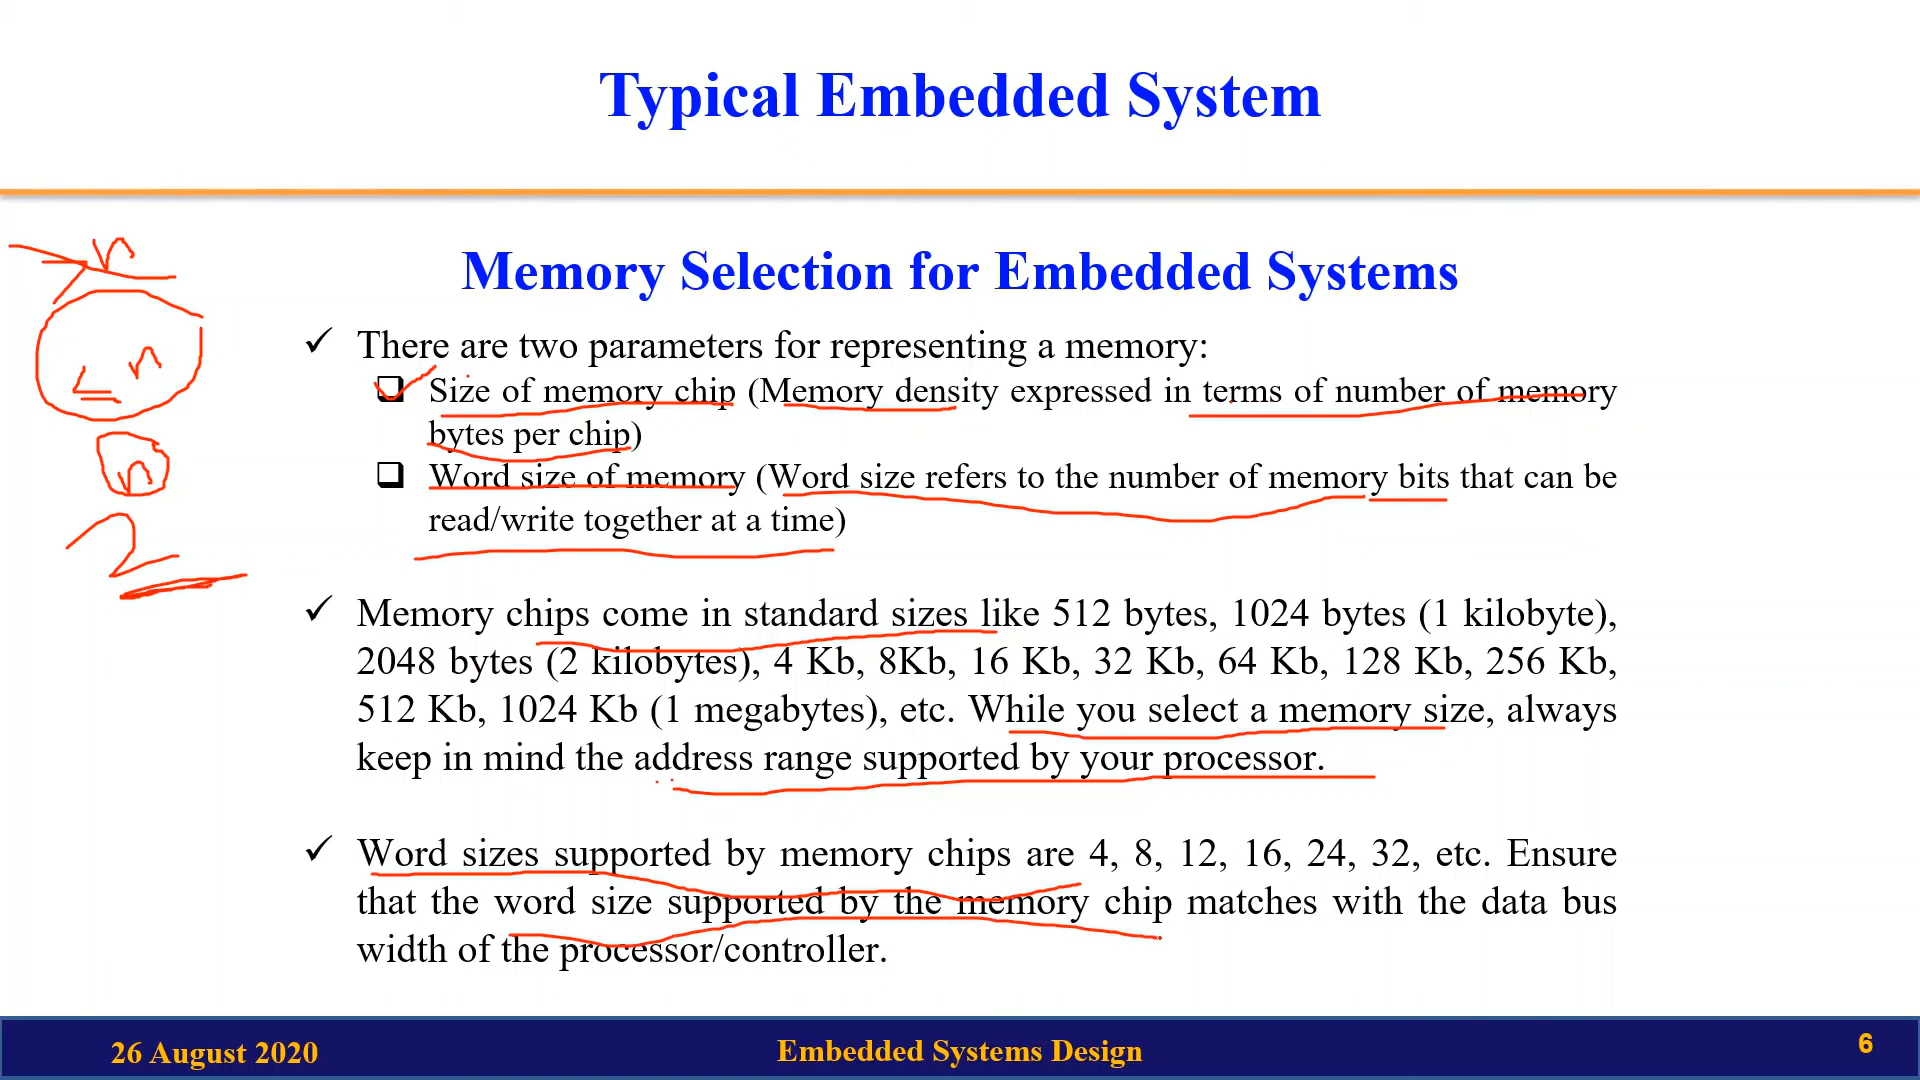 Typical Embedded System
Memory Selection for Embedded Systems
n
≤ n
n
2
✓ There are two parameters for representing a memory:
❑ Size of memory chip (Memory density expressed in terms of number of memory
bytes per chip)
❑ Word size of memory (Word size refers to the number of memory bits that can be
read/write together at a time)
✓ Memory chips come in standard sizes like 512 bytes, 1024 bytes (1 kilobyte),
2048 bytes (2 kilobytes), 4 Kb, 8Kb, 16 Kb, 32 Kb, 64 Kb, 128 Kb, 256 Kb,
512 Kb, 1024 Kb (1 megabytes), etc. While you select a memory size, always
keep in mind the address range supported by your processor.
✓ Word sizes supported by memory chips are 4, 8, 12, 16, 24, 32, etc. Ensure
that the word size supported by the memory chip matches with the data bus
width of the processor/controller.
26 August 2020
Embedded Systems Design
6